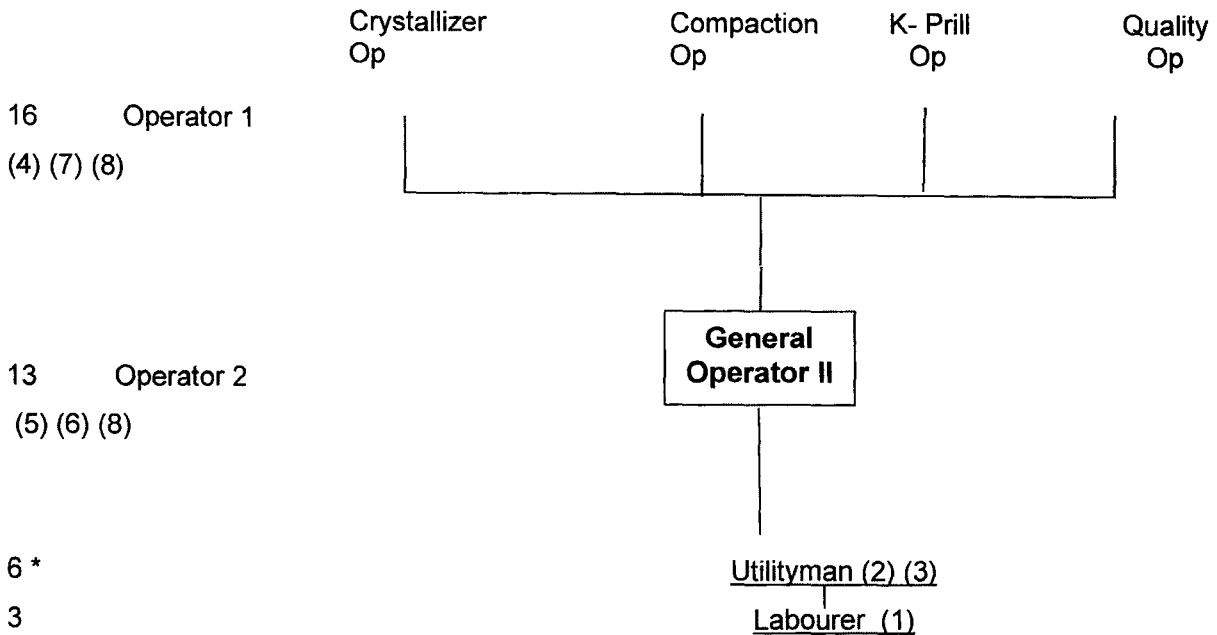 Crystallizer Op
Compaction Op
K- Prill Op
Quality Op
16 Operator 1
(4) (7) (8)
General
Operator II
13 Operator 2
(5) (6) (8)
6 * Utilityman (2) (3)
3 Labourer (1)